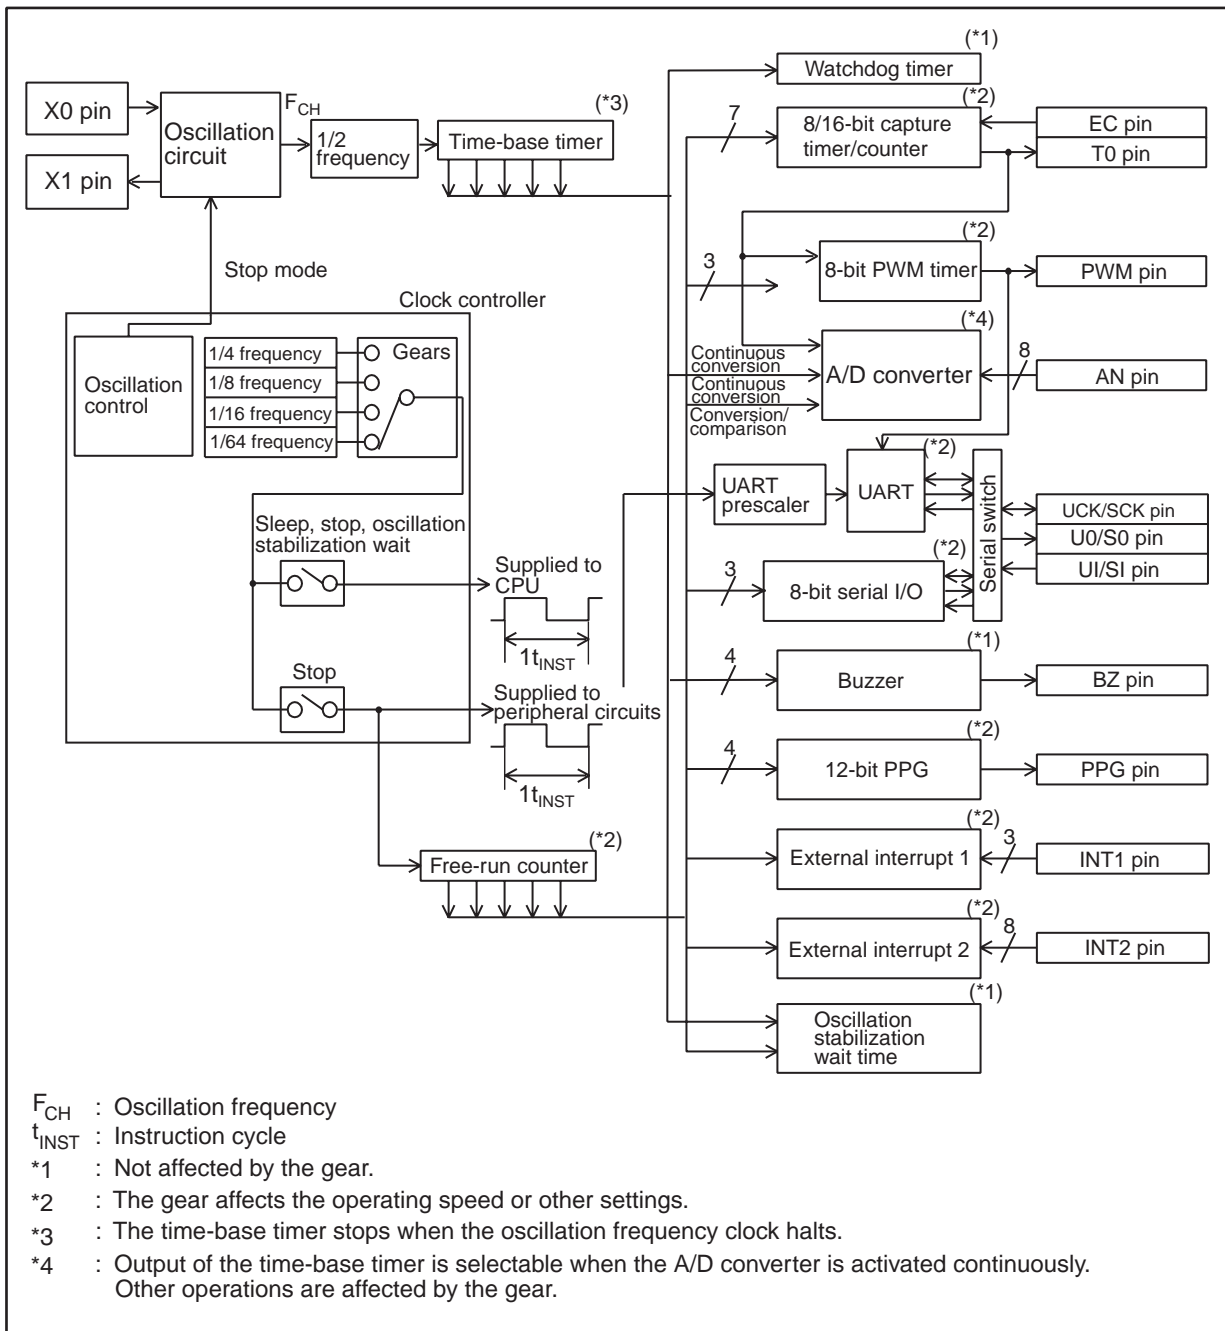 X0 pin
X1 pin
Oscillation
circuit
F_CH
1/2
frequency
(*3)
Time-base timer
Stop mode
Clock controller
Oscillation
control
1/4 frequency
1/8 frequency
1/16 frequency
1/64 frequency
Gears
Sleep, stop, oscillation
stabilization wait
Supplied to
CPU
1t_INST
Stop
Supplied to
peripheral circuits
1t_INST
(*2)
Free-run counter
(*1)
Watchdog timer
(*2)
7
8/16-bit capture
timer/counter
EC pin
T0 pin
(*2)
3
8-bit PWM timer
PWM pin
(*4)
Continuous
conversion
Continuous
conversion
Conversion/
comparison
A/D converter
8
AN pin
(*2)
UART
prescaler
UART
Serial switch
UCK/SCK pin
U0/S0 pin
UI/SI pin
(*2)
3
8-bit serial I/O
(*1)
4
Buzzer
BZ pin
(*2)
4
12-bit PPG
PPG pin
(*2)
External interrupt 1
3
INT1 pin
(*2)
External interrupt 2
8
INT2 pin
(*1)
Oscillation
stabilization
wait time
F_CH : Oscillation frequency
t_INST : Instruction cycle
*1 : Not affected by the gear.
*2 : The gear affects the operating speed or other settings.
*3 : The time-base timer stops when the oscillation frequency clock halts.
*4 : Output of the time-base timer is selectable when the A/D converter is activated continuously.
Other operations are affected by the gear.